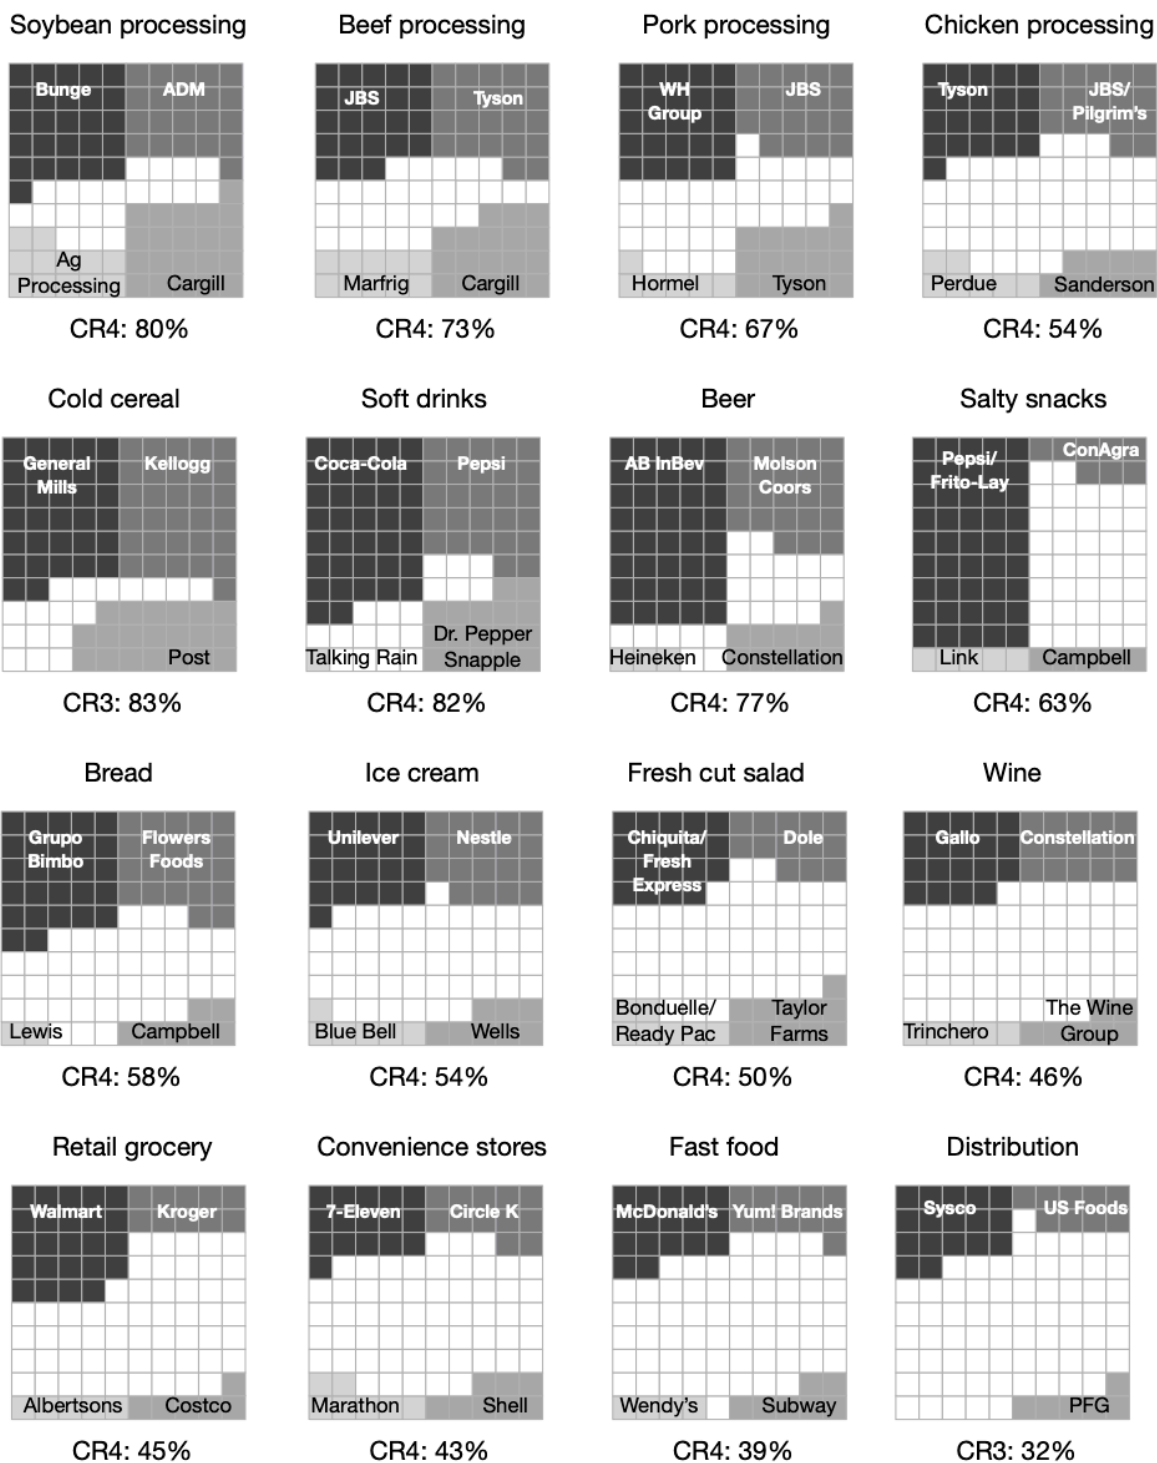 Soybean processing
Beef processing
Pork processing
Chicken processing
Bunge
ADM
JBS
Tyson
WH
Group
JBS
Tyson
JBS/
Pilgrim's
Ag
Processing
Cargill
Marfrig
Cargill
Hormel
Tyson
Perdue
Sanderson
CR4: 80%
CR4: 73%
CR4: 67%
CR4: 54%
Cold cereal
Soft drinks
Beer
Salty snacks
General
Mills
Kellogg
Coca-Cola
Pepsi
AB InBev
Molson
Coors
Pepsi/
Frito-Lay
ConAgra
Post
Talking Rain
Dr. Pepper
Snapple
Heineken
Constellation
Link
Campbell
CR3: 83%
CR4: 82%
CR4: 77%
CR4: 63%
Bread
Ice cream
Fresh cut salad
Wine
Grupo
Bimbo
Flowers
Foods
Unilever
Nestle
Chiquita/
Fresh
Express
Dole
Gallo
Constellation
Lewis
Campbell
Blue Bell
Wells
Bonduelle/
Ready Pac
Taylor
Farms
Trinchero
The Wine
Group
CR4: 58%
CR4: 54%
CR4: 50%
CR4: 46%
Retail grocery
Convenience stores
Fast food
Distribution
Walmart
Kroger
7-Eleven
Circle K
McDonald's
Yum! Brands
Sysco
US Foods
Albertsons
Costco
Marathon
Shell
Wendy's
Subway
PFG
CR4: 45%
CR4: 43%
CR4: 39%
CR3: 32%